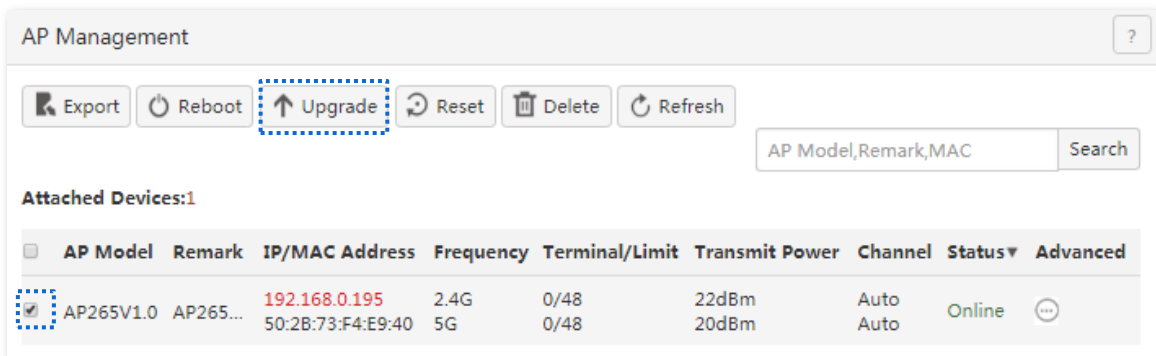 AP Management ?
Export Reboot Upgrade Reset Delete Refresh
AP Model,Remark,MAC Search
Attached Devices:1
AP Model Remark IP/MAC Address Frequency Terminal/Limit Transmit Power Channel Status▼ Advanced
AP265V1.0 AP265... 192.168.0.195 2.4G 0/48 22dBm Auto Online
50:2B:73:F4:E9:40 5G 0/48 20dBm Auto